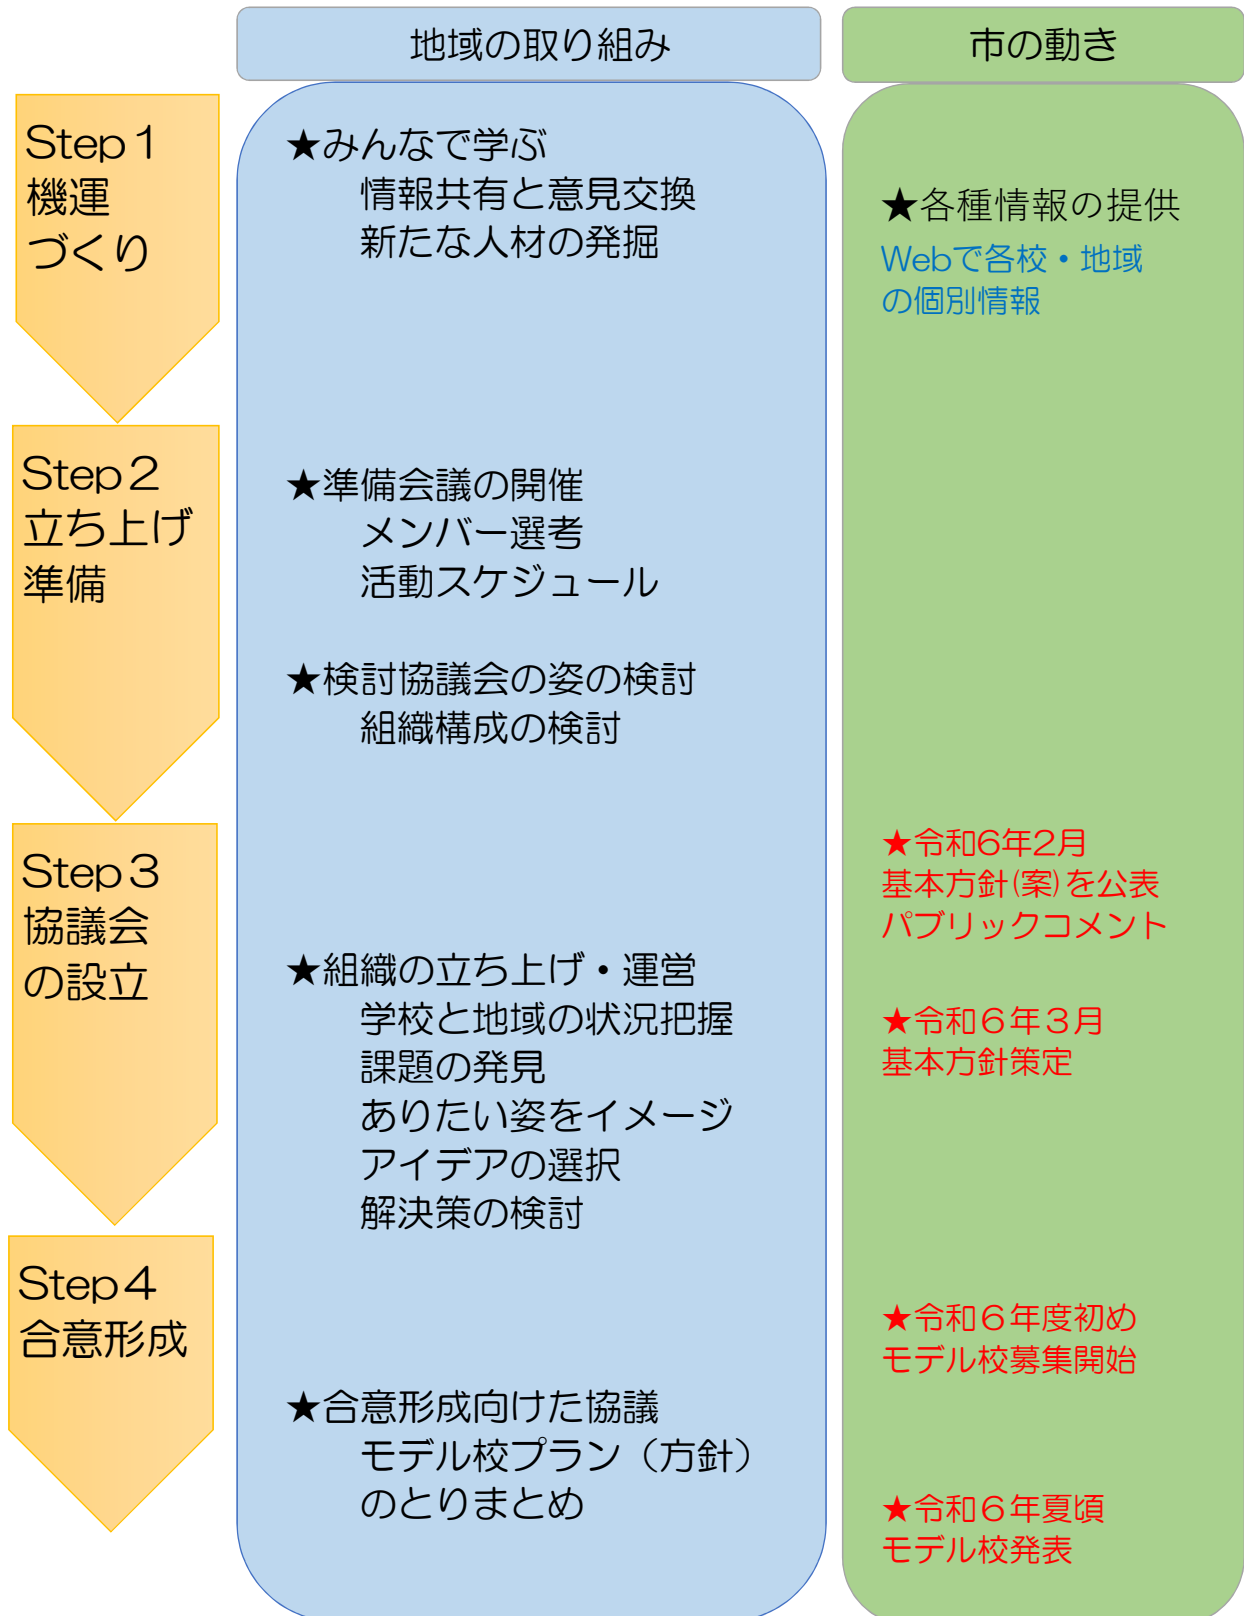 地域の取り組み
市の動き
Step１
機運
づくり
★みんなで学ぶ
情報共有と意見交換
新たな人材の発掘
★各種情報の提供
Webで各校・地域
の個別情報
Step２
立ち上げ
準備
★準備会議の開催
メンバー選考
活動スケジュール
★検討協議会の姿の検討
組織構成の検討
Step３
協議会
の設立
★組織の立ち上げ・運営
学校と地域の状況把握
課題の発見
ありたい姿をイメージ
アイデアの選択
解決策の検討
★令和6年2月
基本方針(案)を公表
パブリックコメント
★令和６年３月
基本方針策定
Step４
合意形成
★合意形成向けた協議
モデル校プラン（方針）
のとりまとめ
★令和６年度初め
モデル校募集開始
★令和６年夏頃
モデル校発表